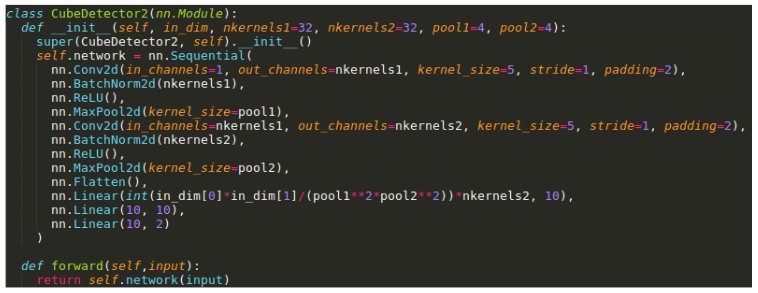 class CubeDetector2(nn.Module):
  def __init__(self, in_dim, nkernels1=32, nkernels2=32, pool1=4, pool2=4):
    super(CubeDetector2, self).__init__()
    self.network = nn.Sequential(
      nn.Conv2d(in_channels=1, out_channels=nkernels1, kernel_size=5, stride=1, padding=2),
      nn.BatchNorm2d(nkernels1),
      nn.ReLU(),
      nn.MaxPool2d(kernel_size=pool1),
      nn.Conv2d(in_channels=nkernels1, out_channels=nkernels2, kernel_size=5, stride=1, padding=2),
      nn.BatchNorm2d(nkernels2),
      nn.ReLU(),
      nn.MaxPool2d(kernel_size=pool2),
      nn.Flatten(),
      nn.Linear(int(in_dim[0]*in_dim[1]/(pool1**2*pool2**2))*nkernels2, 10),
      nn.Linear(10, 10),
      nn.Linear(10, 2)
    )

  def forward(self,input):
    return self.network(input)